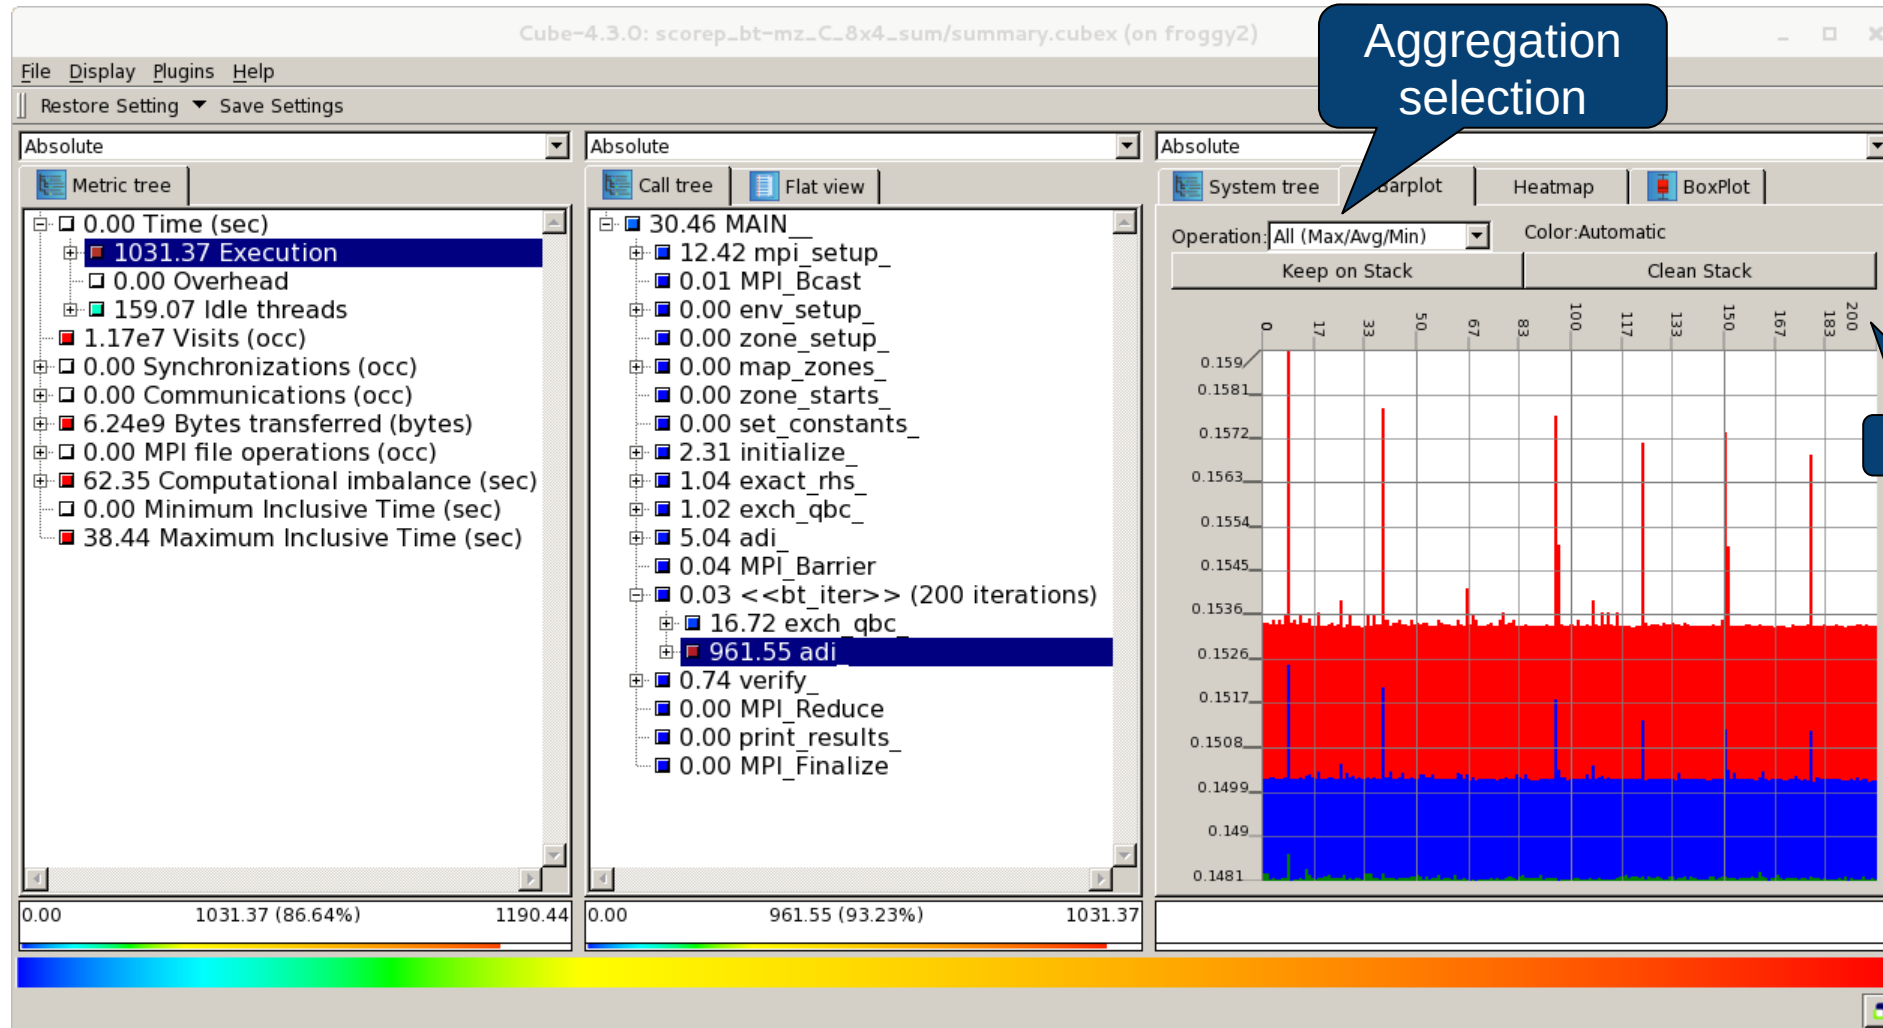 Cube-4.3.0: scorep_bt-mz_C_8x4_sum/summary.cubex (on froggy2)
Aggregation
selection
File Display Plugins Help
Restore Setting Save Settings
Absolute
Metric tree
0.00 Time (sec)
1031.37 Execution
0.00 Overhead
159.07 Idle threads
1.17e7 Visits (occ)
0.00 Synchronizations (occ)
0.00 Communications (occ)
6.24e9 Bytes transferred (bytes)
0.00 MPI file operations (occ)
62.35 Computational imbalance (sec)
0.00 Minimum Inclusive Time (sec)
38.44 Maximum Inclusive Time (sec)
0.00 1031.37 (86.64%) 1190.44
Absolute
Call tree Flat view
30.46 MAIN__
12.42 mpi_setup_
0.01 MPI_Bcast
0.00 env_setup_
0.00 zone_setup_
0.00 map_zones_
0.00 zone_starts_
0.00 set_constants_
2.31 initialize_
1.04 exact_rhs_
1.02 exch_qbc_
5.04 adi_
0.04 MPI_Barrier
0.03 <<bt_iter>> (200 iterations)
16.72 exch_qbc_
961.55 adi_
0.74 verify_
0.00 MPI_Reduce
0.00 print_results_
0.00 MPI_Finalize
0.00 961.55 (93.23%) 1031.37
Absolute
System tree Barplot Heatmap BoxPlot
Operation: All (Max/Avg/Min) Color:Automatic
Keep on Stack Clean Stack
0 17 33 50 67 83 100 117 133 150 167 183 200
0.159
0.1581
0.1572
0.1563
0.1554
0.1545
0.1536
0.1526
0.1517
0.1508
0.1499
0.149
0.1481